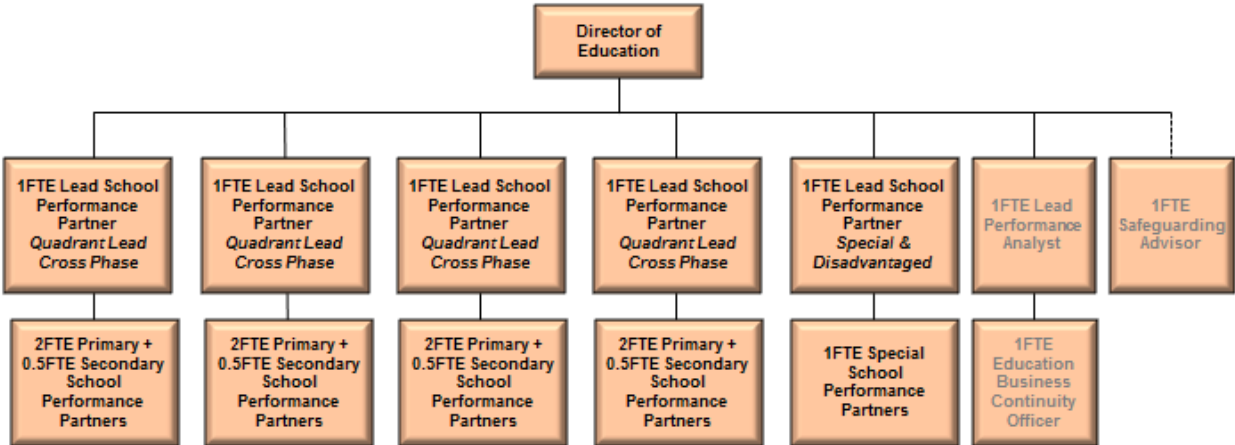 Director of
Education
1FTE Lead School
Performance
Partner
Quadrant Lead
Cross Phase
1FTE Lead School
Performance
Partner
Quadrant Lead
Cross Phase
1FTE Lead School
Performance
Partner
Quadrant Lead
Cross Phase
1FTE Lead School
Performance
Partner
Quadrant Lead
Cross Phase
1FTE Lead School
Performance
Partner
Special &
Disadvantaged
1FTE Lead
Performance
Analyst
1FTE
Safeguarding
Advisor
2FTE Primary +
0.5FTE Secondary
School
Performance
Partners
2FTE Primary +
0.5FTE Secondary
School
Performance
Partners
2FTE Primary +
0.5FTE Secondary
School
Performance
Partners
2FTE Primary +
0.5FTE Secondary
School
Performance
Partners
1FTE Special
School
Performance
Partners
1FTE
Education
Business
Continuity
Officer